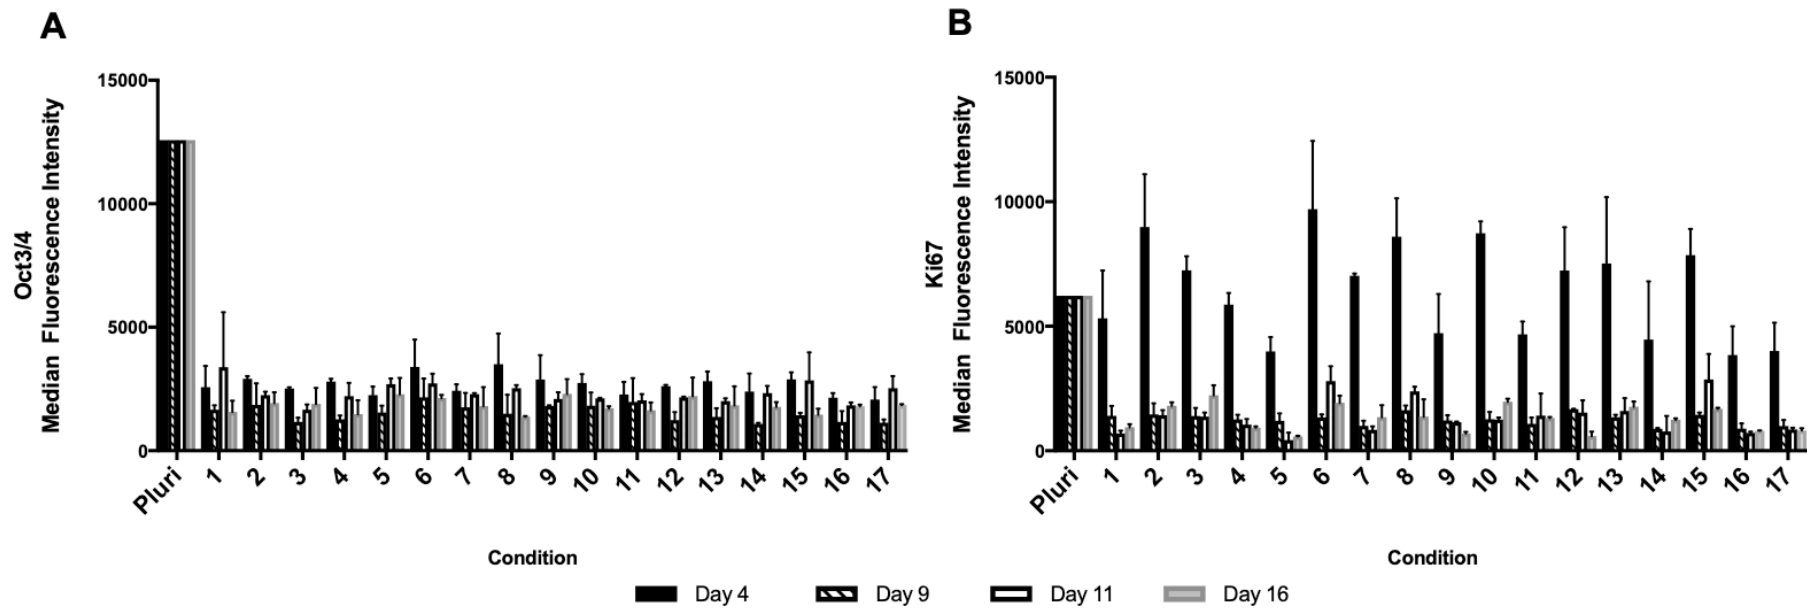 A
Oct3/4
Median Fluorescence Intensity
15000
10000
5000
0
Pluri 1 2 3 4 5 6 7 8 9 10 11 12 13 14 15 16 17
Condition
B
Ki67
Median Fluorescence Intensity
15000
10000
5000
0
Pluri 1 2 3 4 5 6 7 8 9 10 11 12 13 14 15 16 17
Condition
Day 4 Day 9 Day 11 Day 16